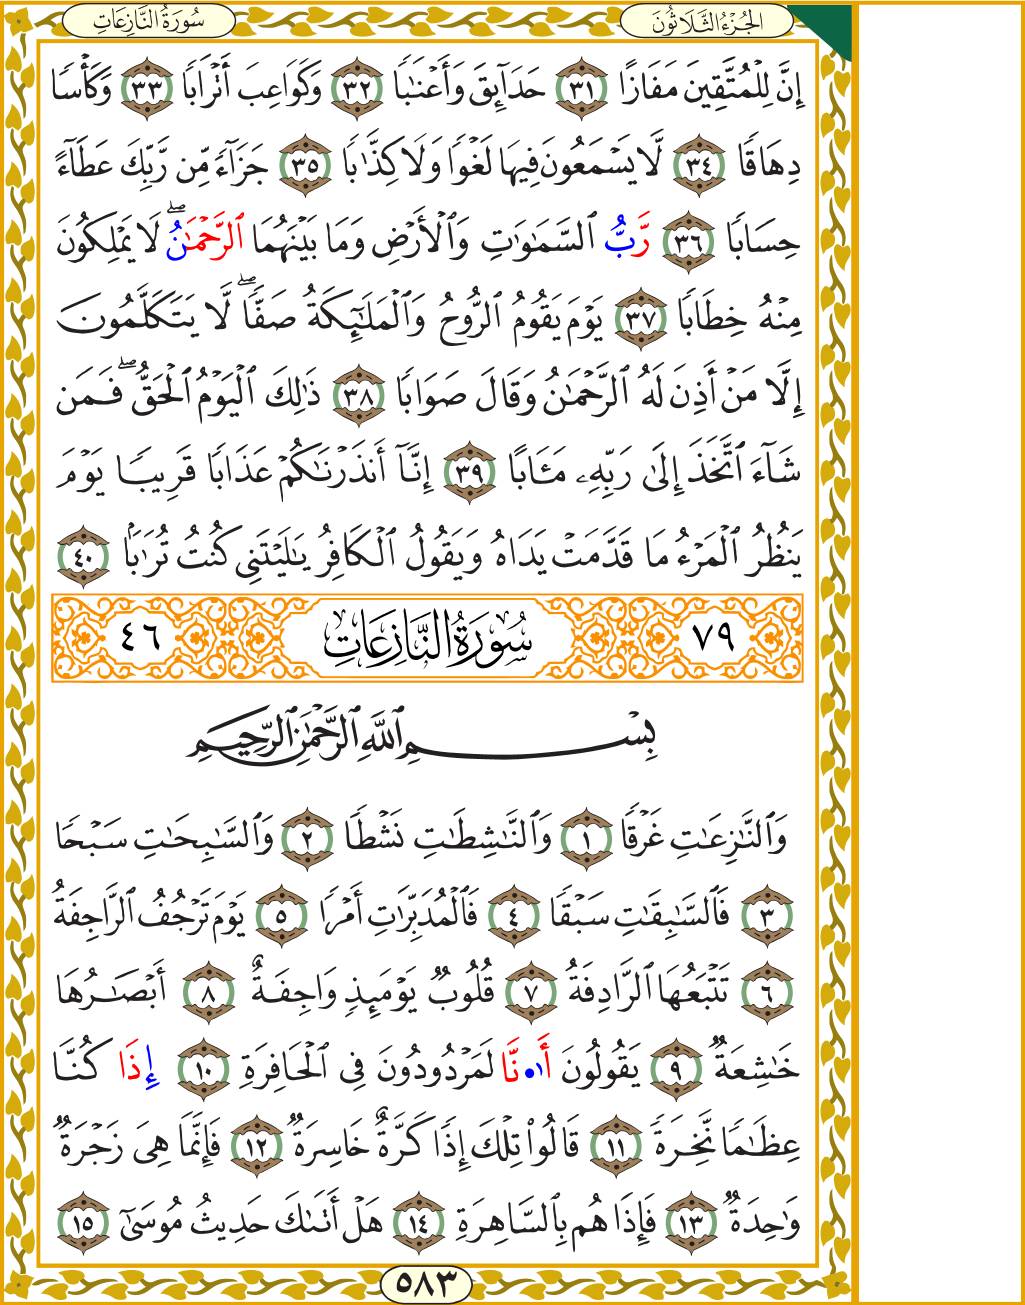 الجُزْءُ الثَّلَاثُونَ
سُورَةُ النَّازِعَاتِ
إِنَّ لِلْمُتَّقِينَ مَفَازًا ٣١ حَدَآئِقَ وَأَعْنَٰبًا ٣٢ وَكَوَاعِبَ أَتْرَابًا ٣٣ وَكَأْسًا
دِهَاقًا ٣٤ لَّا يَسْمَعُونَ فِيهَا لَغْوًا وَلَا كِذَّٰبًا ٣٥ جَزَآءً مِّن رَّبِّكَ عَطَآءً
حِسَابًا ٣٦ رَّبُّ ٱلسَّمَٰوَٰتِ وَٱلْأَرْضِ وَمَا بَيْنَهُمَا ٱلرَّحْمَٰنُۖ لَا يَمْلِكُونَ
مِنْهُ خِطَابًا ٣٧ يَوْمَ يَقُومُ ٱلرُّوحُ وَٱلْمَلَٰٓئِكَةُ صَفًّاۖ لَّا يَتَكَلَّمُونَ
إِلَّا مَنْ أَذِنَ لَهُ ٱلرَّحْمَٰنُ وَقَالَ صَوَابًا ٣٨ ذَٰلِكَ ٱلْيَوْمُ ٱلْحَقُّۖ فَمَن
شَآءَ ٱتَّخَذَ إِلَىٰ رَبِّهِۦ مَـَٔابًا ٣٩ إِنَّآ أَنذَرْنَٰكُمْ عَذَابًا قَرِيبًا يَوْمَ
يَنظُرُ ٱلْمَرْءُ مَا قَدَّمَتْ يَدَاهُ وَيَقُولُ ٱلْكَافِرُ يَٰلَيْتَنِي كُنتُ تُرَٰبًۢا ٤٠
٧٩ سُورَةُ النَّازِعَاتِ ٤٦
بِسْمِ ٱللَّهِ ٱلرَّحْمَٰنِ ٱلرَّحِيمِ
وَٱلنَّٰزِعَٰتِ غَرْقًا ١ وَٱلنَّٰشِطَٰتِ نَشْطًا ٢ وَٱلسَّٰبِحَٰتِ سَبْحًا
٣ فَٱلسَّٰبِقَٰتِ سَبْقًا ٤ فَٱلْمُدَبِّرَٰتِ أَمْرًا ٥ يَوْمَ تَرْجُفُ ٱلرَّاجِفَةُ
٦ تَتْبَعُهَا ٱلرَّادِفَةُ ٧ قُلُوبٌ يَوْمَئِذٍ وَاجِفَةٌ ٨ أَبْصَٰرُهَا
خَٰشِعَةٌ ٩ يَقُولُونَ أَٰ•نَّا لَمَرْدُودُونَ فِي ٱلْحَافِرَةِ ١٠ إِذَا كُنَّا
عِظَٰمًا نَّخِرَةً ١١ قَالُوا۟ تِلْكَ إِذًا كَرَّةٌ خَاسِرَةٌ ١٢ فَإِنَّمَا هِيَ زَجْرَةٌ
وَٰحِدَةٌ ١٣ فَإِذَا هُم بِٱلسَّاهِرَةِ ١٤ هَلْ أَتَىٰكَ حَدِيثُ مُوسَىٰٓ ١٥
٥٨٣